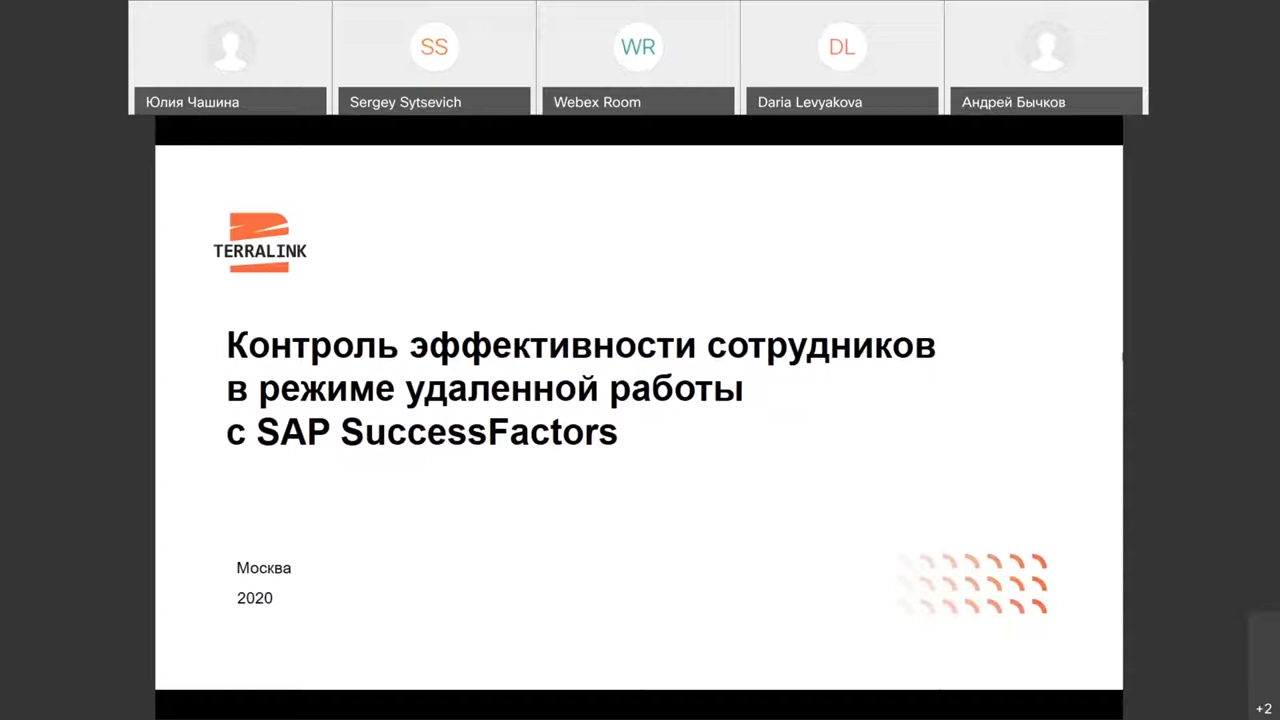 SS
WR
DL
Юлия Чашина
Sergey Sytsevich
Webex Room
Daria Levyakova
Андрей Бычков
TERRALINK
Контроль эффективности сотрудников
в режиме удаленной работы
с SAP SuccessFactors
Москва
2020
+2